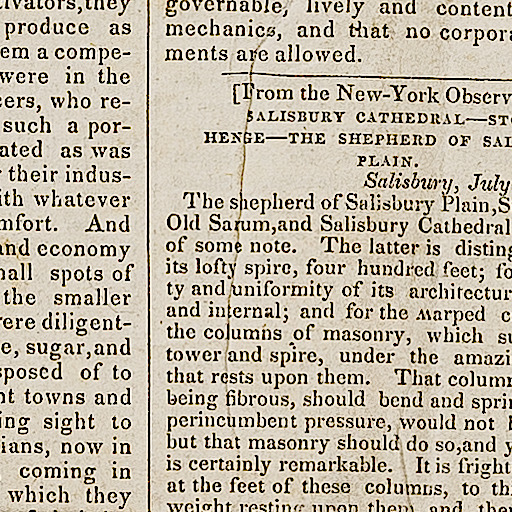 ivators, they
produce as
em a compe-
were in the
cers, who re-
such a por-
ated as was
their indus-
ith whatever
mfort. And
and economy
nall spots of
the smaller
vere diligent-
e, sugar, and
sposed of to
nt towns and
ing sight to
ians, now in
coming in
which they
governable, lively and content
mechanics, and that no corpora
ments are allowed.
[From the New-York Observ
SALISBURY CATHEDRAL—STO
HENGE—THE SHEPHERD OF SAL
PLAIN.
Salisbury, July
The shepherd of Salisbury Plain, S
Old Sarum, and Salisbury Cathedral
of some note. The latter is disting
its lofty spire, four hundred feet; fo
ty and uniformity of its architectur
and internal; and for the warped c
the columns of masonry, which su
tower and spire, under the amazi
that rests upon them. That column
being fibrous, should bend and sprin
perincumbent pressure, would not b
but that masonry should do so, and y
is certainly remarkable. It is fright
at the feet of these columns, to th
weight resting upon them, and, ther